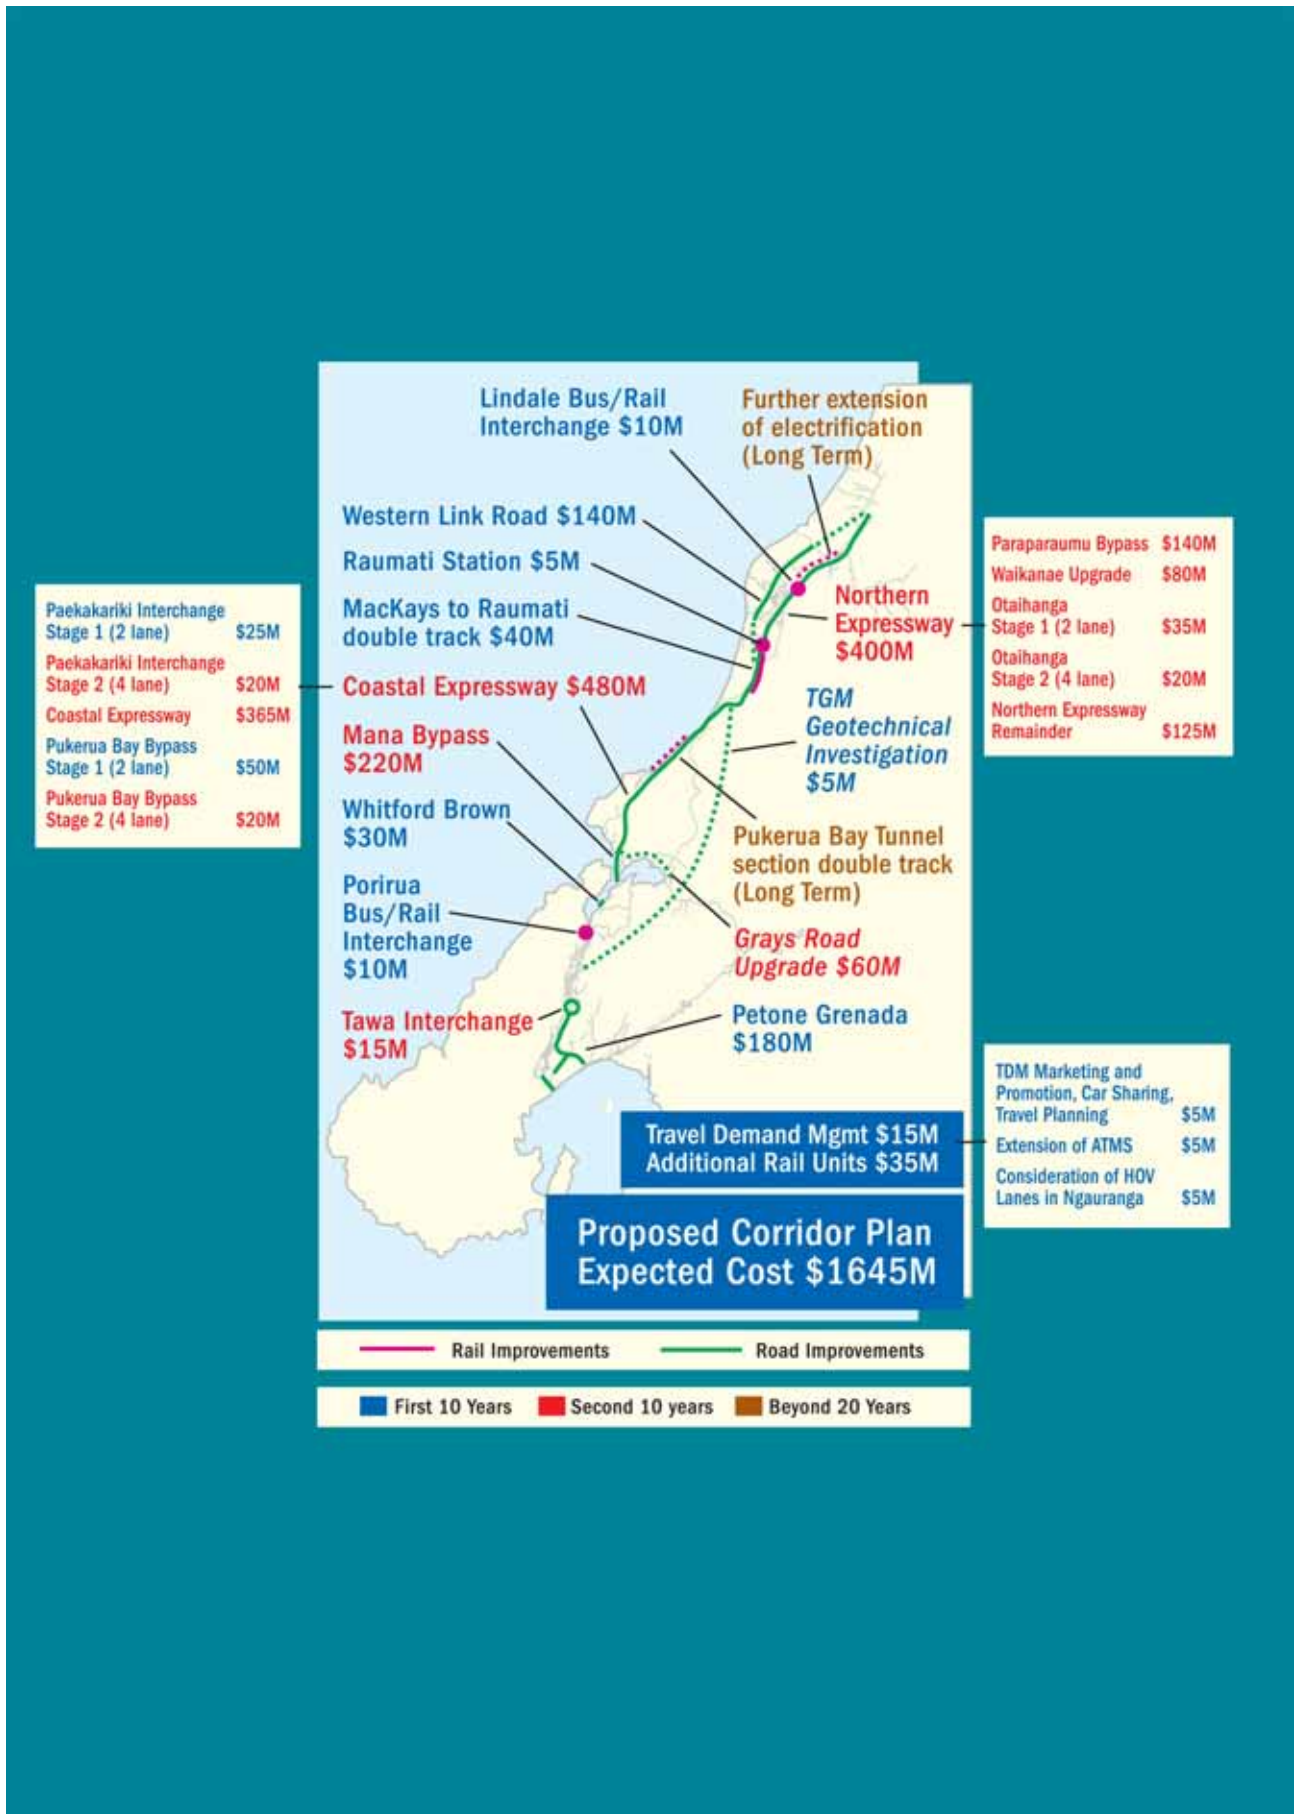 Lindale Bus/Rail
Interchange $10M
Further extension
of electrification
(Long Term)
Western Link Road $140M
Raumati Station $5M
MacKays to Raumati
double track $40M
Northern
Expressway
$400M
Paraparaumu Bypass $140M
Waikanae Upgrade $80M
Otaihanga
Stage 1 (2 lane) $35M
Otaihanga
Stage 2 (4 lane) $20M
Northern Expressway
Remainder $125M
Paekakariki Interchange
Stage 1 (2 lane) $25M
Paekakariki Interchange
Stage 2 (4 lane) $20M
Coastal Expressway $365M
Pukerua Bay Bypass
Stage 1 (2 lane) $50M
Pukerua Bay Bypass
Stage 2 (4 lane) $20M
Coastal Expressway $480M
Mana Bypass
$220M
TGM
Geotechnical
Investigation
$5M
Whitford Brown
$30M
Pukerua Bay Tunnel
section double track
(Long Term)
Porirua
Bus/Rail
Interchange
$10M
Grays Road
Upgrade $60M
Tawa Interchange
$15M
Petone Grenada
$180M
Travel Demand Mgmt $15M
Additional Rail Units $35M
TDM Marketing and
Promotion, Car Sharing,
Travel Planning $5M
Extension of ATMS $5M
Consideration of HOV
Lanes in Ngauranga $5M
Proposed Corridor Plan
Expected Cost $1645M
Rail Improvements Road Improvements
First 10 Years Second 10 years Beyond 20 Years